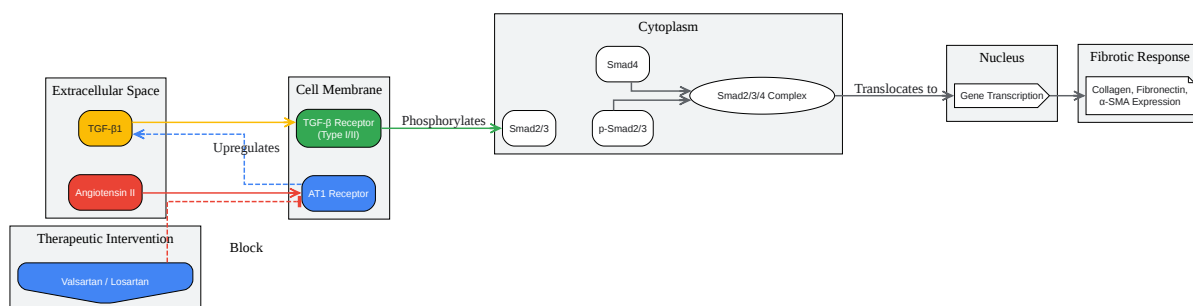 Extracellular Space
TGF-β1
Angiotensin II
Upregulates
Cell Membrane
TGF-β Receptor
(Type I/II)
AT1 Receptor
Phosphorylates
Cytoplasm
Smad2/3
Smad4
p-Smad2/3
Smad2/3/4 Complex
Translocates to
Nucleus
Gene Transcription
Fibrotic Response
Collagen, Fibronectin,
α-SMA Expression
Therapeutic Intervention
Valsartan / Losartan
Block